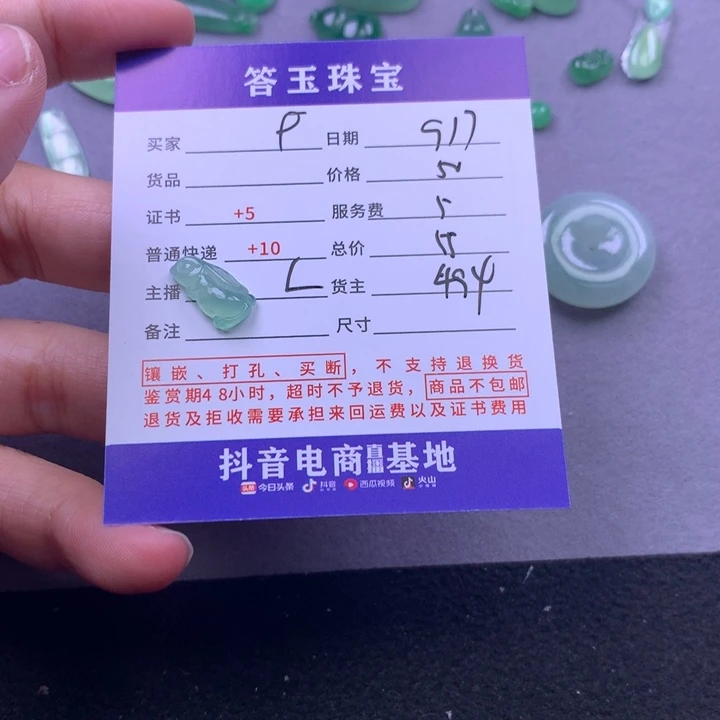 答玉珠宝
买家 P 日期 917
货品 价格 50
证书 +5 服务费 5
普通快递 +10 总价 55
主播 L 货主 494
备注 尺寸
镶嵌、打孔、买断，不支持退换货
鉴赏期48小时，超时不予退货，商品不包邮
退货及拒收需要承担来回运费以及证书费用
抖音电商直播基地
头条 今日头条 抖音 西瓜视频 火山